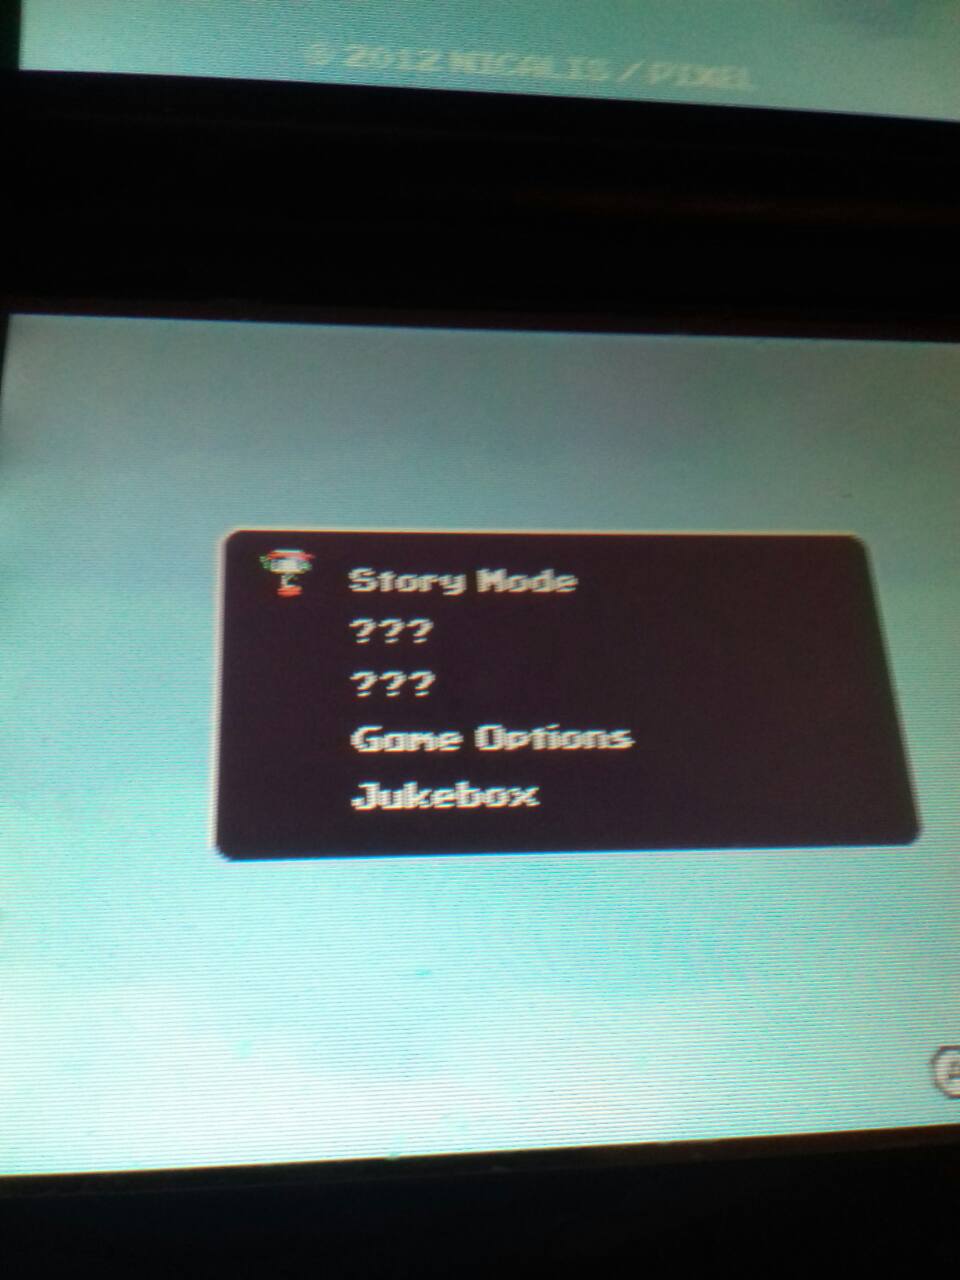 © 2012 NICALIS / PIXEL
Story Mode
???
???
Game Options
Jukebox